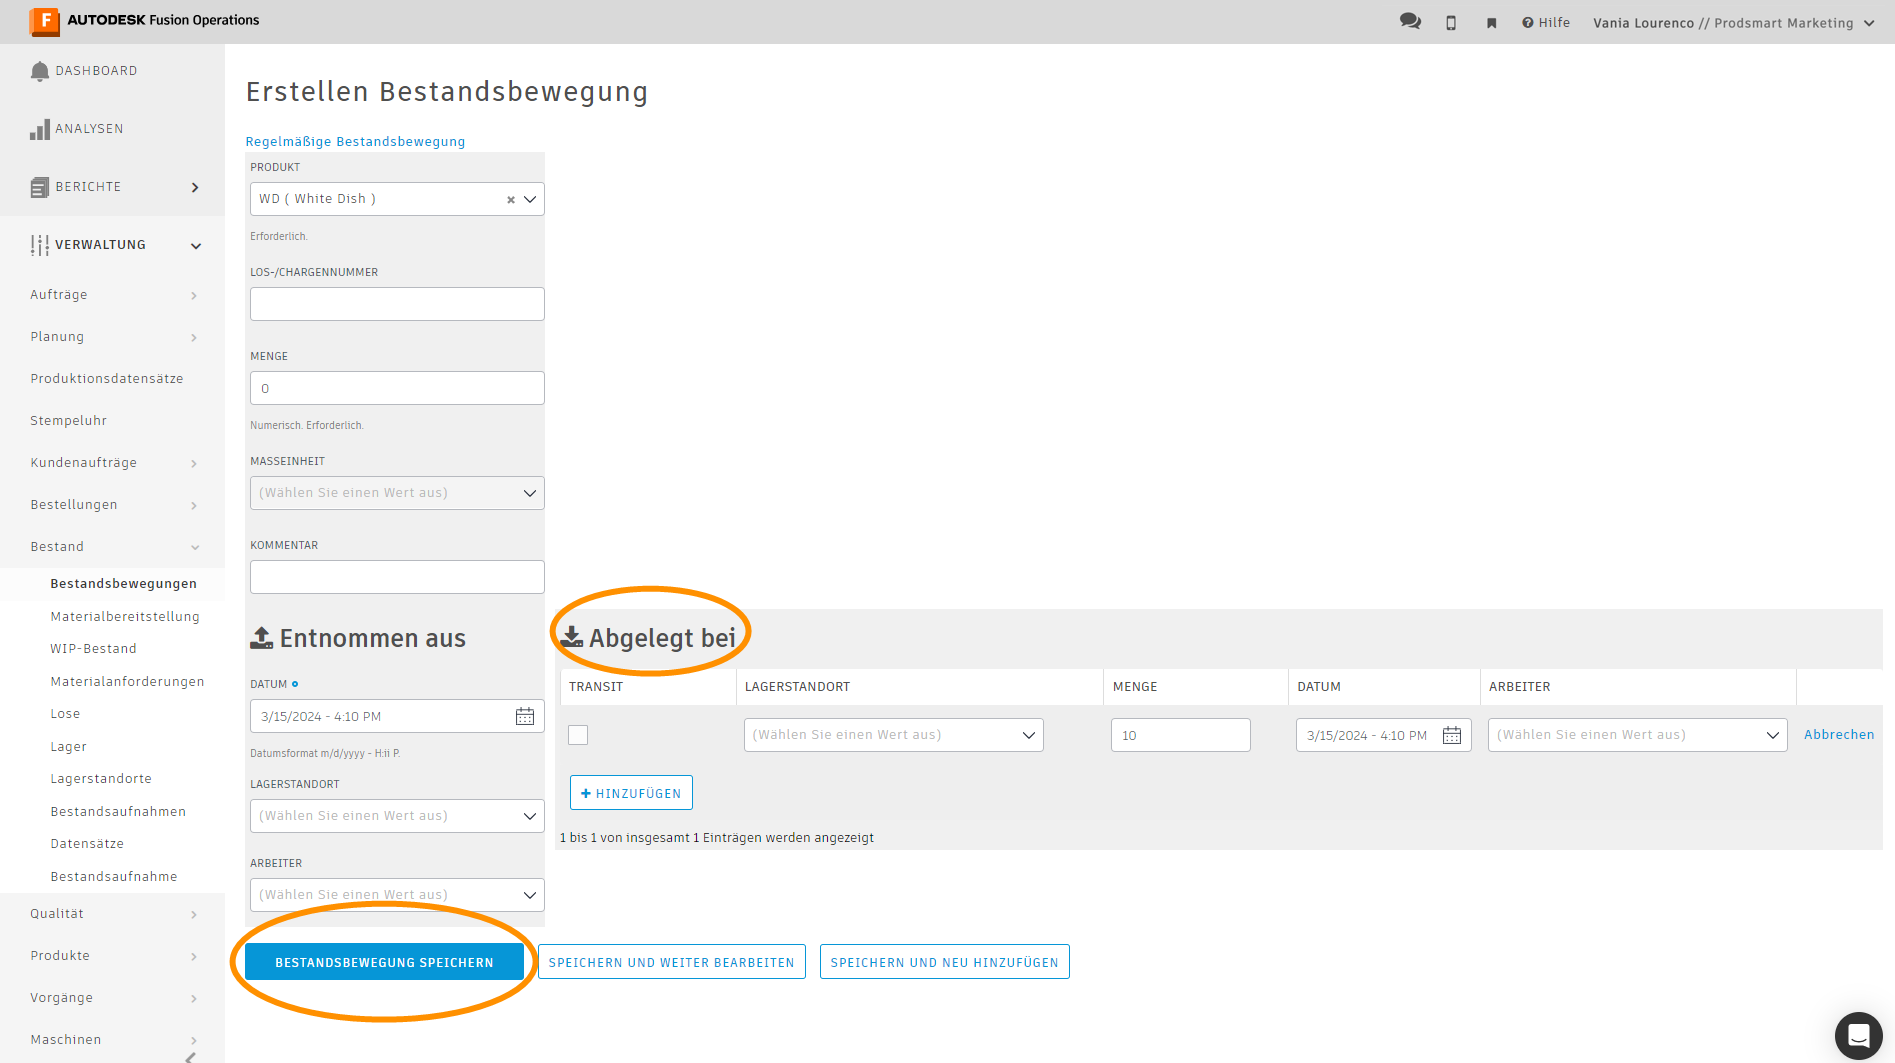 AUTODESK Fusion Operations
Hilfe
Vania Lourenco // Prodsmart Marketing
DASHBOARD
ANALYSEN
BERICHTE
VERWALTUNG
Aufträge
Planung
Produktionsdatensätze
Stempeluhr
Kundenaufträge
Bestellungen
Bestand
Bestandsbewegungen
Materialbereitstellung
WIP-Bestand
Materialanforderungen
Lose
Lager
Lagerstandorte
Bestandsaufnahmen
Datensätze
Bestandsaufnahme
Qualität
Produkte
Vorgänge
Maschinen
Erstellen Bestandsbewegung
Regelmäßige Bestandsbewegung
PRODUKT
WD ( White Dish )
Erforderlich.
LOS-/CHARGENNUMMER
MENGE
0
Numerisch. Erforderlich.
MASSEINHEIT
(Wählen Sie einen Wert aus)
KOMMENTAR
Entnommen aus
DATUM
3/15/2024 - 4:10 PM
Datumsformat m/d/yyyy - H:ii P.
LAGERSTANDORT
(Wählen Sie einen Wert aus)
ARBEITER
(Wählen Sie einen Wert aus)
Abgelegt bei
TRANSIT LAGERSTANDORT MENGE DATUM ARBEITER
(Wählen Sie einen Wert aus) 10 3/15/2024 - 4:10 PM (Wählen Sie einen Wert aus) Abbrechen
+ HINZUFÜGEN
1 bis 1 von insgesamt 1 Einträgen werden angezeigt
BESTANDSBEWEGUNG SPEICHERN SPEICHERN UND WEITER BEARBEITEN SPEICHERN UND NEU HINZUFÜGEN